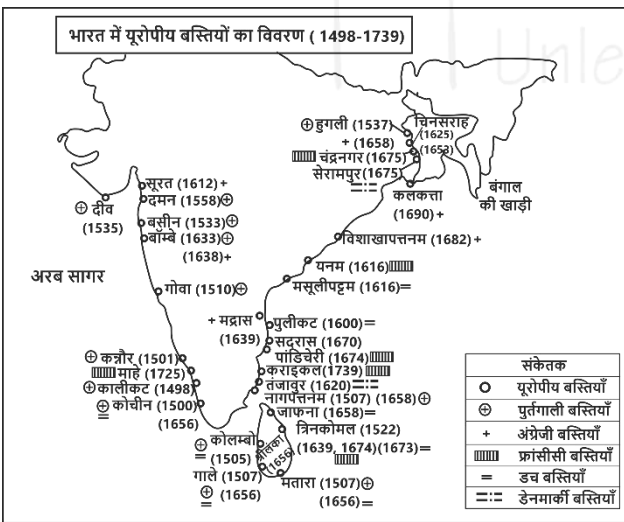 Unle
भारत में यूरोपीय बस्तियों का विवरण ( 1498-1739)
⊕ हुगली (1537)
+ (1658)
चिनसराह
(1625)
(1653)
चंद्रनगर (1675)
सेरामपुर (1675)
कलकत्ता
(1690) +
बंगाल
की खाड़ी
सूरत (1612) +
दमन (1558) ⊕
⊕ दीव
(1535)
बसीन (1533) ⊕
बॉम्बे (1633) ⊕
(1638) +
विशाखापत्तनम (1682) +
अरब सागर
यनम (1616)
मसूलीपट्टम (1616) =
गोवा (1510) ⊕
+ मद्रास
(1639)
पुलीकट (1600) =
सदरास (1670)
पांडिचेरी (1674)
⊕ कन्नौर (1501)
माहे (1725)
⊕ कालीकट (1498)
⊕ कोचीन (1500)
=
(1656)
कराइकल (1739)
तंजावुर (1620)
नागपत्तनम (1507) (1658) ⊕
जाफना (1658) =
त्रिनकोमल (1522)
(1639, 1674) (1673) =
⊕ कोलम्बो
= (1505)
श्रीलंका
(1656)
गाले (1507)
⊕ (1656)
=
मतारा (1507) ⊕
(1656) =
संकेतक
यूरोपीय बस्तियाँ
⊕ पुर्तगाली बस्तियाँ
+ अंग्रेजी बस्तियाँ
फ्रांसीसी बस्तियाँ
= डच बस्तियाँ
डेनमार्की बस्तियाँ